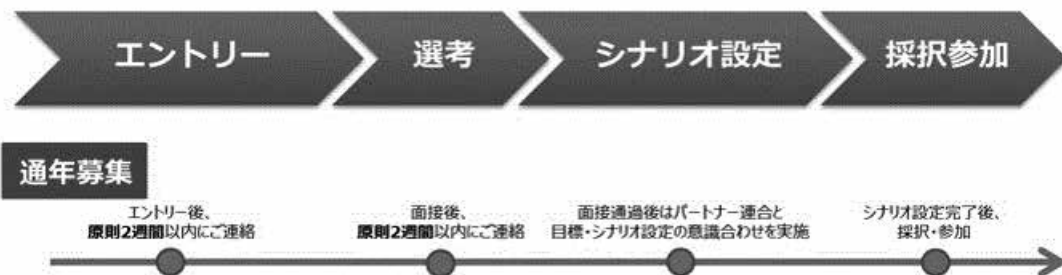 エントリー
選考
シナリオ設定
採択参加
通年募集
エントリー後、
原則2週間以内にご連絡
面接後、
原則2週間以内にご連絡
面接通過後はパートナー連合と
目標・シナリオ設定の意識合わせを実施
シナリオ設定完了後、
採択・参加